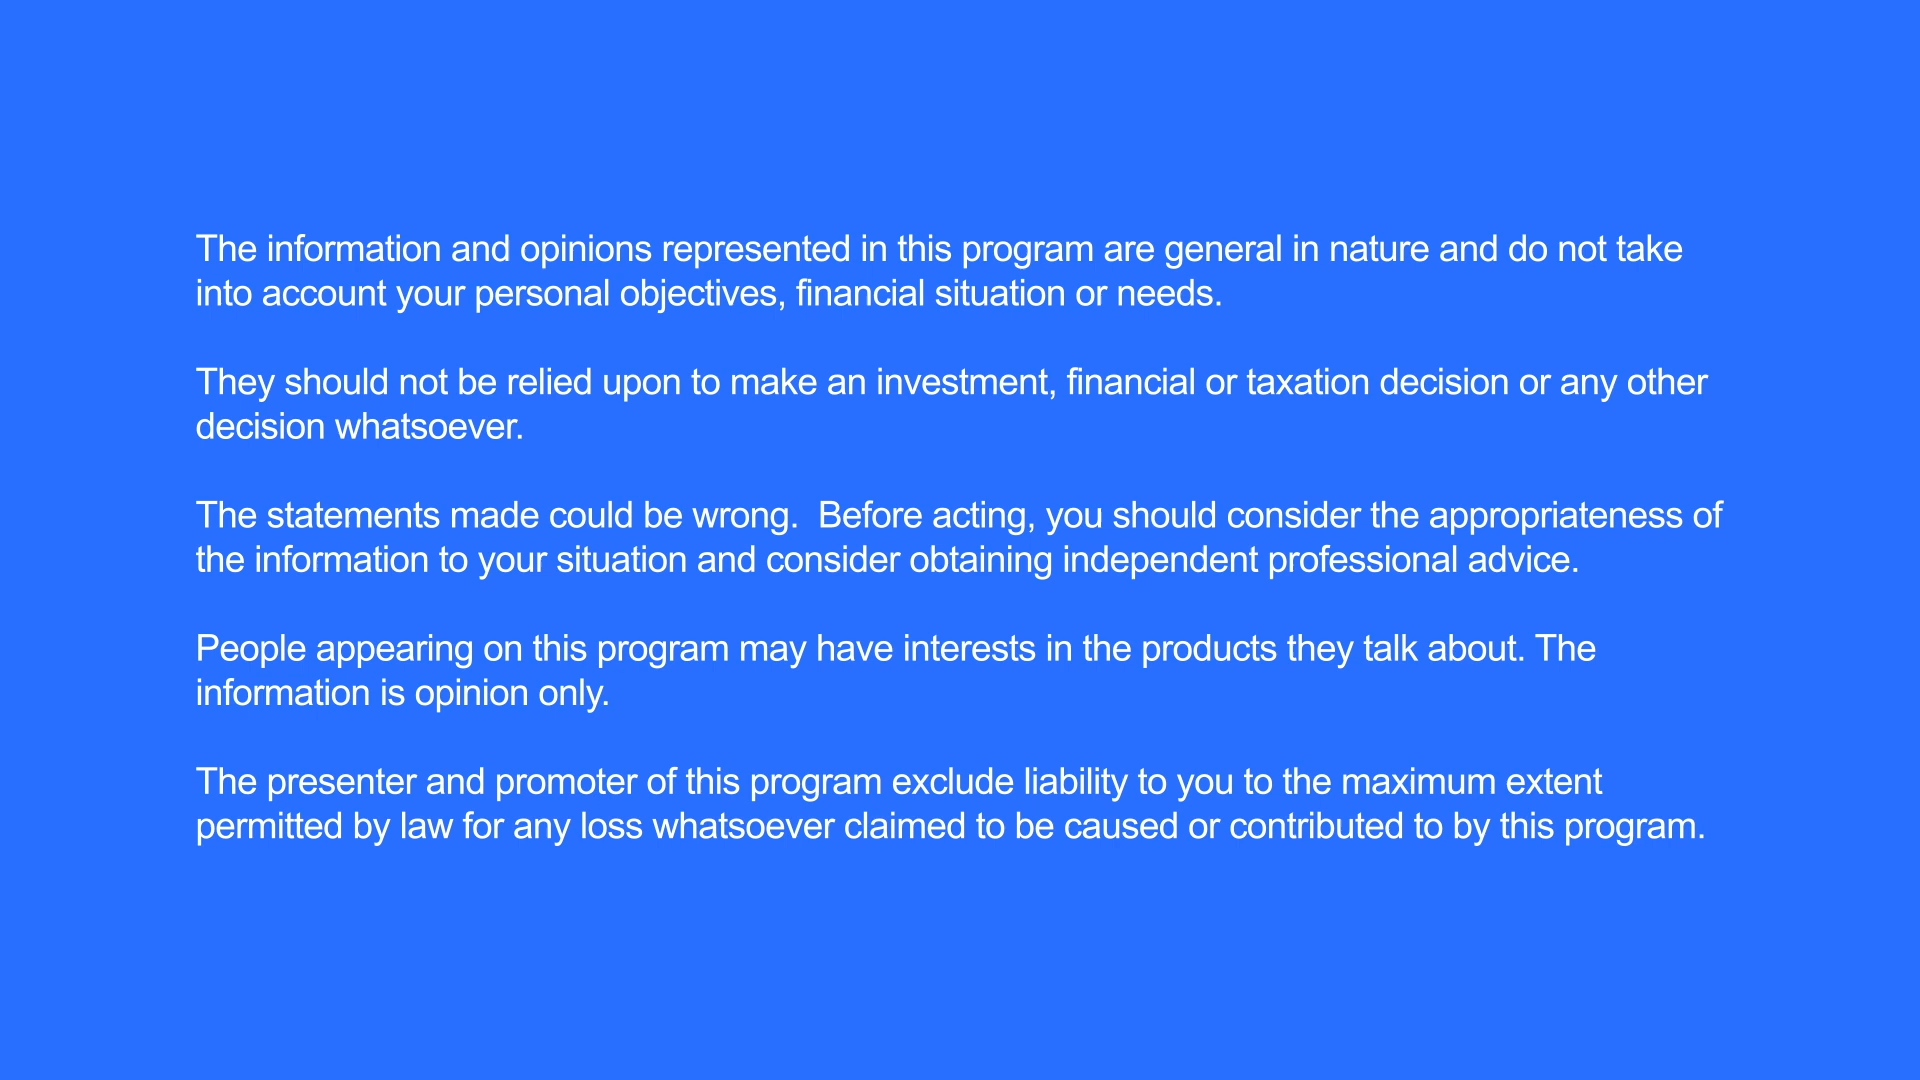 The information and opinions represented in this program are general in nature and do not take
into account your personal objectives, financial situation or needs.
They should not be relied upon to make an investment, financial or taxation decision or any other
decision whatsoever.
The statements made could be wrong.  Before acting, you should consider the appropriateness of
the information to your situation and consider obtaining independent professional advice.
People appearing on this program may have interests in the products they talk about. The
information is opinion only.
The presenter and promoter of this program exclude liability to you to the maximum extent
permitted by law for any loss whatsoever claimed to be caused or contributed to by this program.